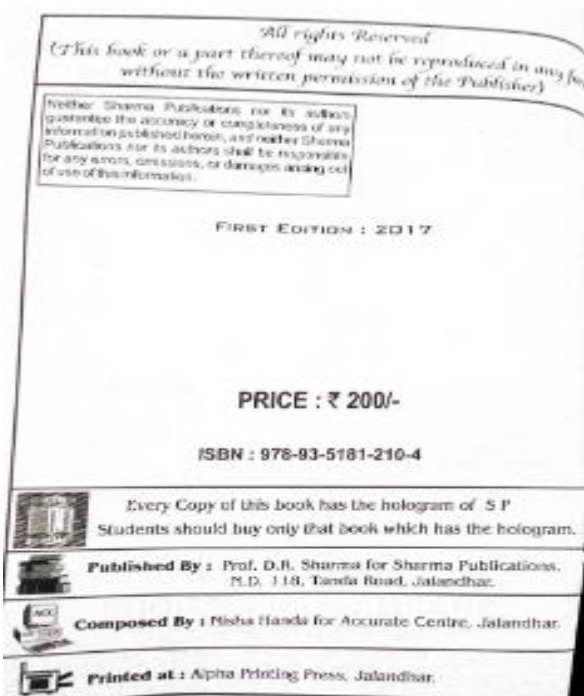 All rights Reserved
(This book or a part thereof may not be reproduced in any
without the written permission of the Publisher)
Neither Sharma Publications nor its authors
guarantee the accuracy or completeness of any
information published herein, and neither Sharma
Publications nor its authors shall be responsible
for any errors, omissions, or damages arising out
of use of this information.
FIRST EDITION : 2017
PRICE : ₹ 200/-
ISBN : 978-93-5181-210-4
Every Copy of this book has the hologram of S P
Students should buy only that book which has the hologram.
Published By : Prof. D.R. Sharma for Sharma Publications.
N.D. 118, Tanda Road, Jalandhar.
ACC
Composed By : Nisha Handa for Accurate Centre, Jalandhar.
Printed at : Alpha Printing Press, Jalandhar.